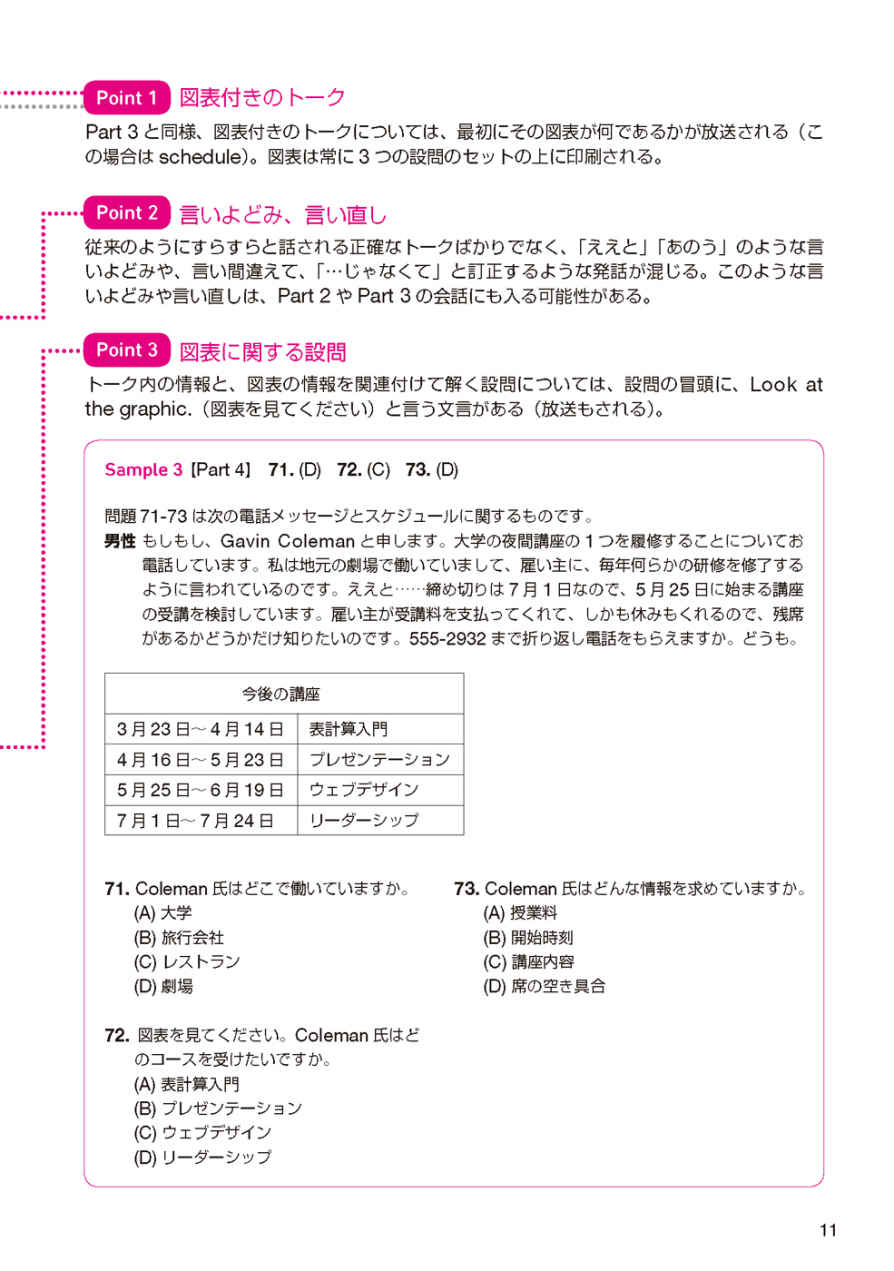 Point 1 図表付きのトーク
Part 3 と同様、図表付きのトークについては、最初にその図表が何であるかが放送される（こ
の場合は schedule）。図表は常に 3 つの設問のセットの上に印刷される。
Point 2 言いよどみ、言い直し
従来のようにすらすらと話される正確なトークばかりでなく、「ええと」「あのう」のような言
いよどみや、言い間違えて、「…じゃなくて」と訂正するような発話が混じる。このような言
いよどみや言い直しは、Part 2 や Part 3 の会話にも入る可能性がある。
Point 3 図表に関する設問
トーク内の情報と、図表の情報を関連付けて解く設問については、設問の冒頭に、Look at
the graphic.（図表を見てください）と言う文言がある（放送もされる）。
Sample 3【Part 4】 71. (D) 72. (C) 73. (D)
問題 71-73 は次の電話メッセージとスケジュールに関するものです。
男性 もしもし、Gavin Coleman と申します。大学の夜間講座の 1 つを履修することについてお
電話しています。私は地元の劇場で働いていまして、雇い主に、毎年何らかの研修を修了する
ように言われているのです。ええと……締め切りは 7 月 1 日なので、5 月 25 日に始まる講座
の受講を検討しています。雇い主が受講料を支払ってくれて、しかも休みもくれるので、残席
があるかどうかだけ知りたいのです。555-2932 まで折り返し電話をもらえますか。どうも。
今後の講座
3 月 23 日〜 4 月 14 日 表計算入門
4 月 16 日〜 5 月 23 日 プレゼンテーション
5 月 25 日〜 6 月 19 日 ウェブデザイン
7 月 1 日〜 7 月 24 日 リーダーシップ
71. Coleman 氏はどこで働いていますか。
(A) 大学
(B) 旅行会社
(C) レストラン
(D) 劇場
72. 図表を見てください。Coleman 氏はど
のコースを受けたいですか。
(A) 表計算入門
(B) プレゼンテーション
(C) ウェブデザイン
(D) リーダーシップ
73. Coleman 氏はどんな情報を求めていますか。
(A) 授業料
(B) 開始時刻
(C) 講座内容
(D) 席の空き具合
11